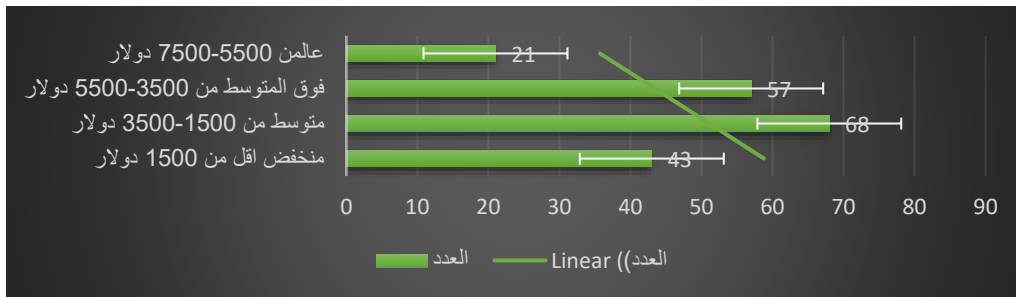 عالمن 5500-7500 دولار
21
فوق المتوسط من 3500-5500 دولار
57
متوسط من 1500-3500 دولار
68
منخفض اقل من 1500 دولار
43
0 10 20 30 40 50 60 70 80 90
العدد
Linear ((العدد